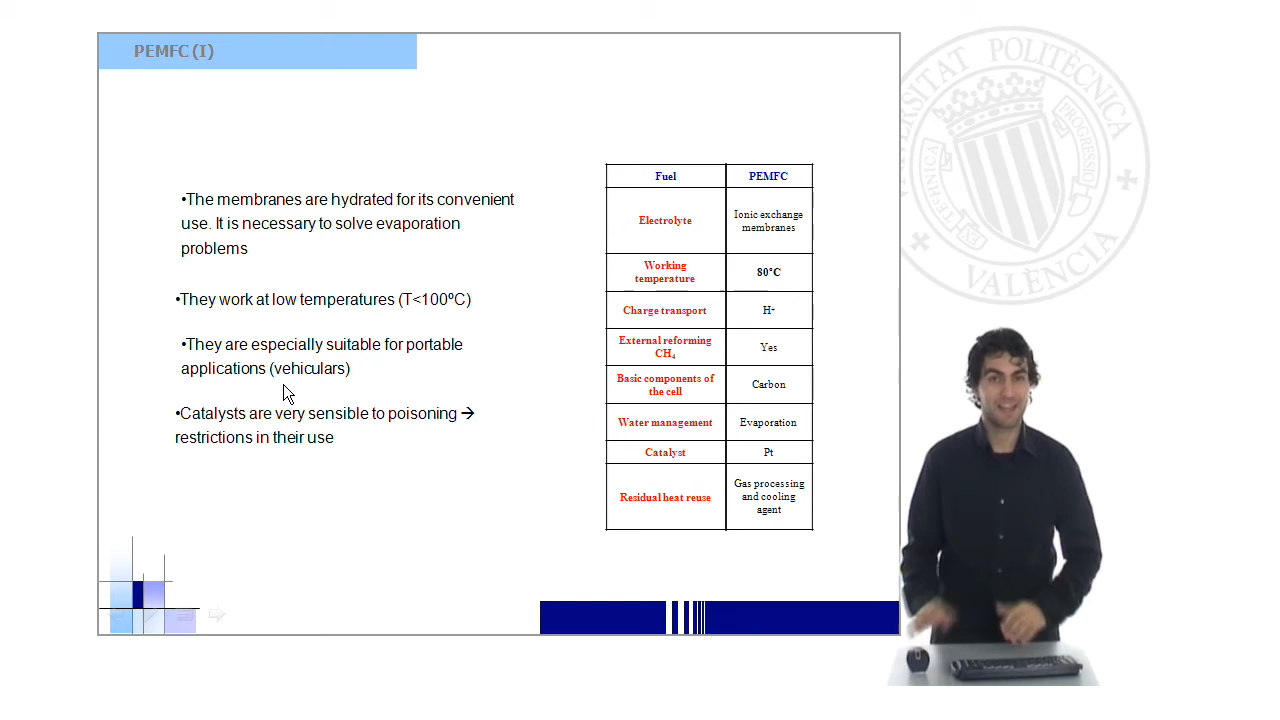 PEMFC (I)
•The membranes are hydrated for its convenient
use. It is necessary to solve evaporation
problems
•They work at low temperatures (T<100ºC)
•They are especially suitable for portable
applications (vehiculars)
•Catalysts are very sensible to poisoning →
restrictions in their use
Fuel PEMFC
Electrolyte Ionic exchange
membranes
Working
temperature 80°C
Charge transport H+
External reforming
CH4 Yes
Basic components of
the cell Carbon
Water management Evaporation
Catalyst Pt
Residual heat reuse Gas processing
and cooling
agent
UNIVERSITAT POLITÈCNICA
VALÈNCIA